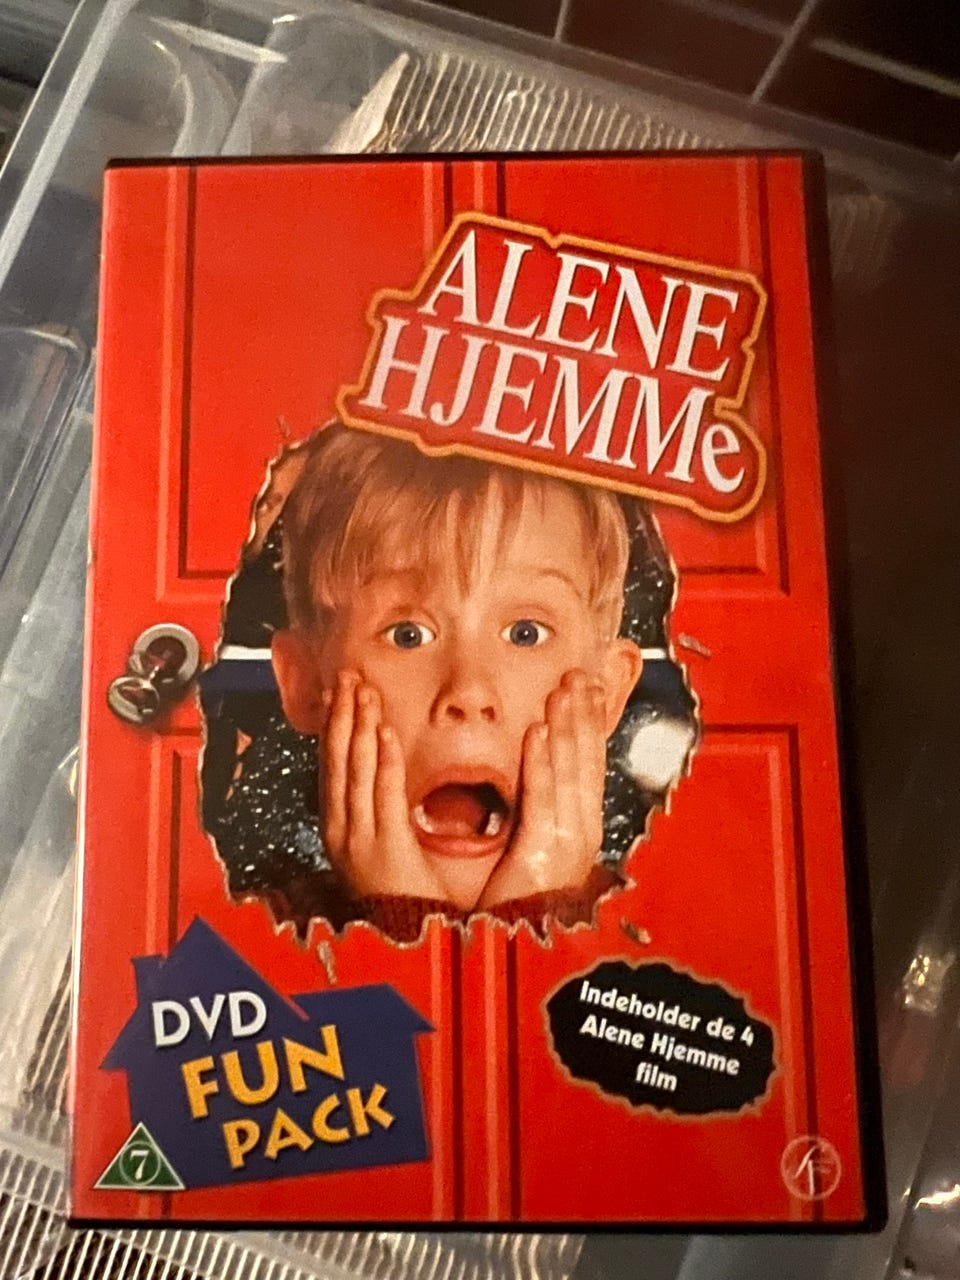 ALENE
HJEMMe
DVD
FUN
PACK
7
Indeholder de 4
Alene Hjemme
film